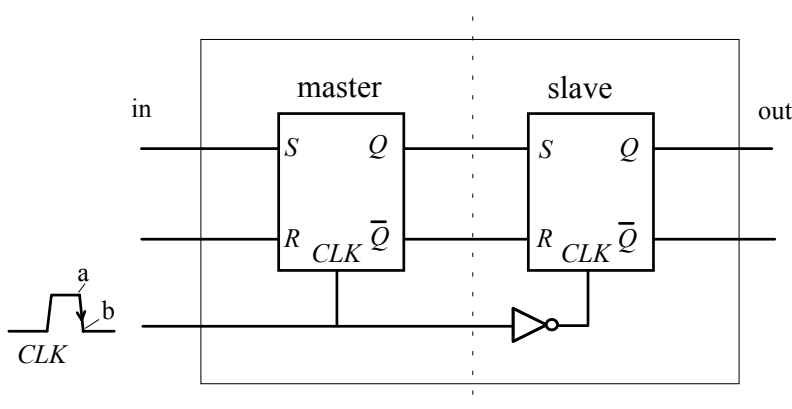 master slave
in out
S Q S Q
R CLK Q̅ R CLK Q̅
a
b
CLK